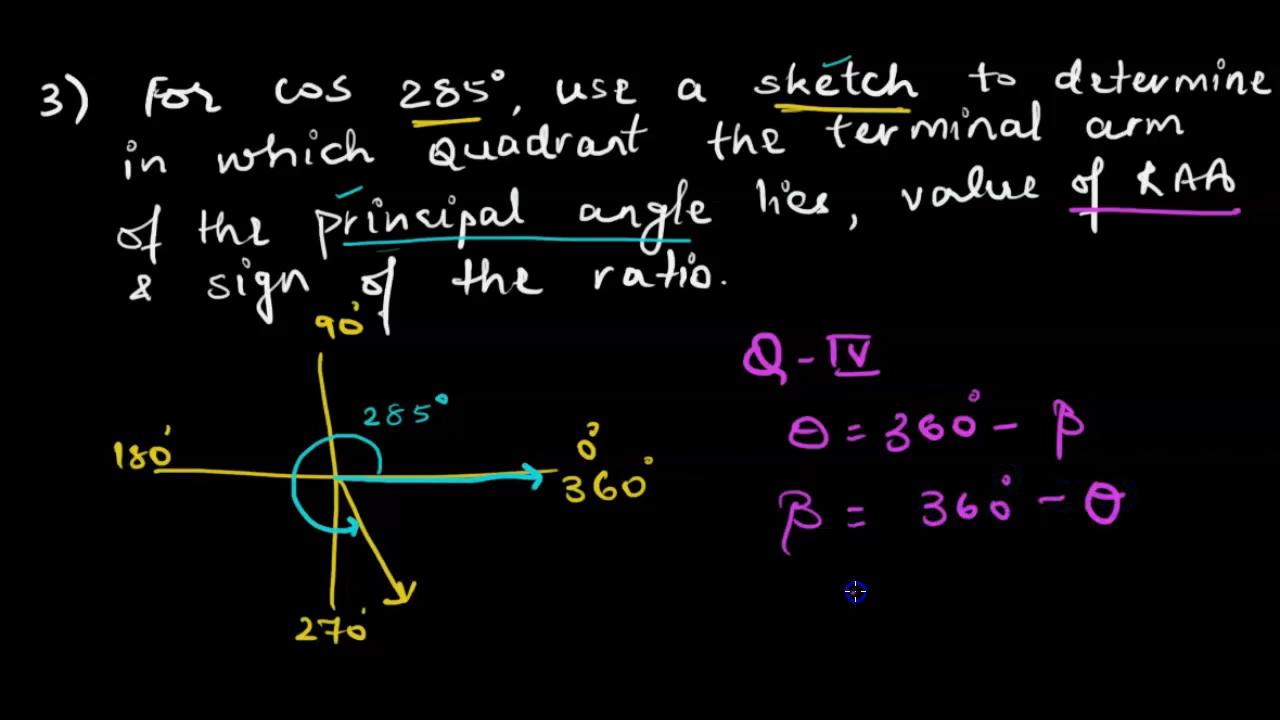 3) For cos 285°, use a sketch to determine
in which Quadrant the terminal arm
of the principal angle lies, value of RAA
& sign of the ratio.
90°
285°
180°
0°
360°
270°
Q - IV
θ = 360° - β
β = 360° - θ